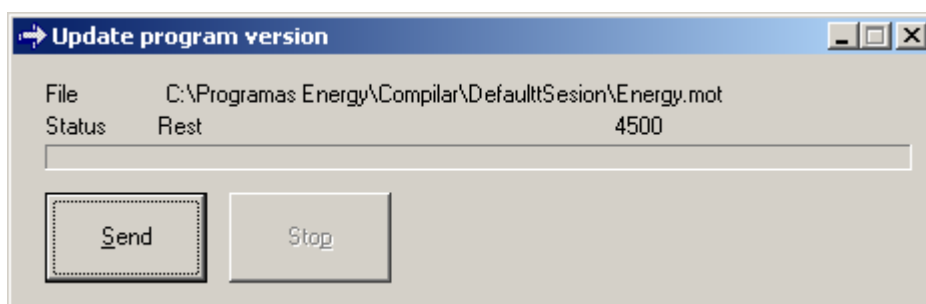 Update program version
File C:\Programas Energy\Compilar\DefaulttSesion\Energy.mot
Status Rest 4500
Send Stop